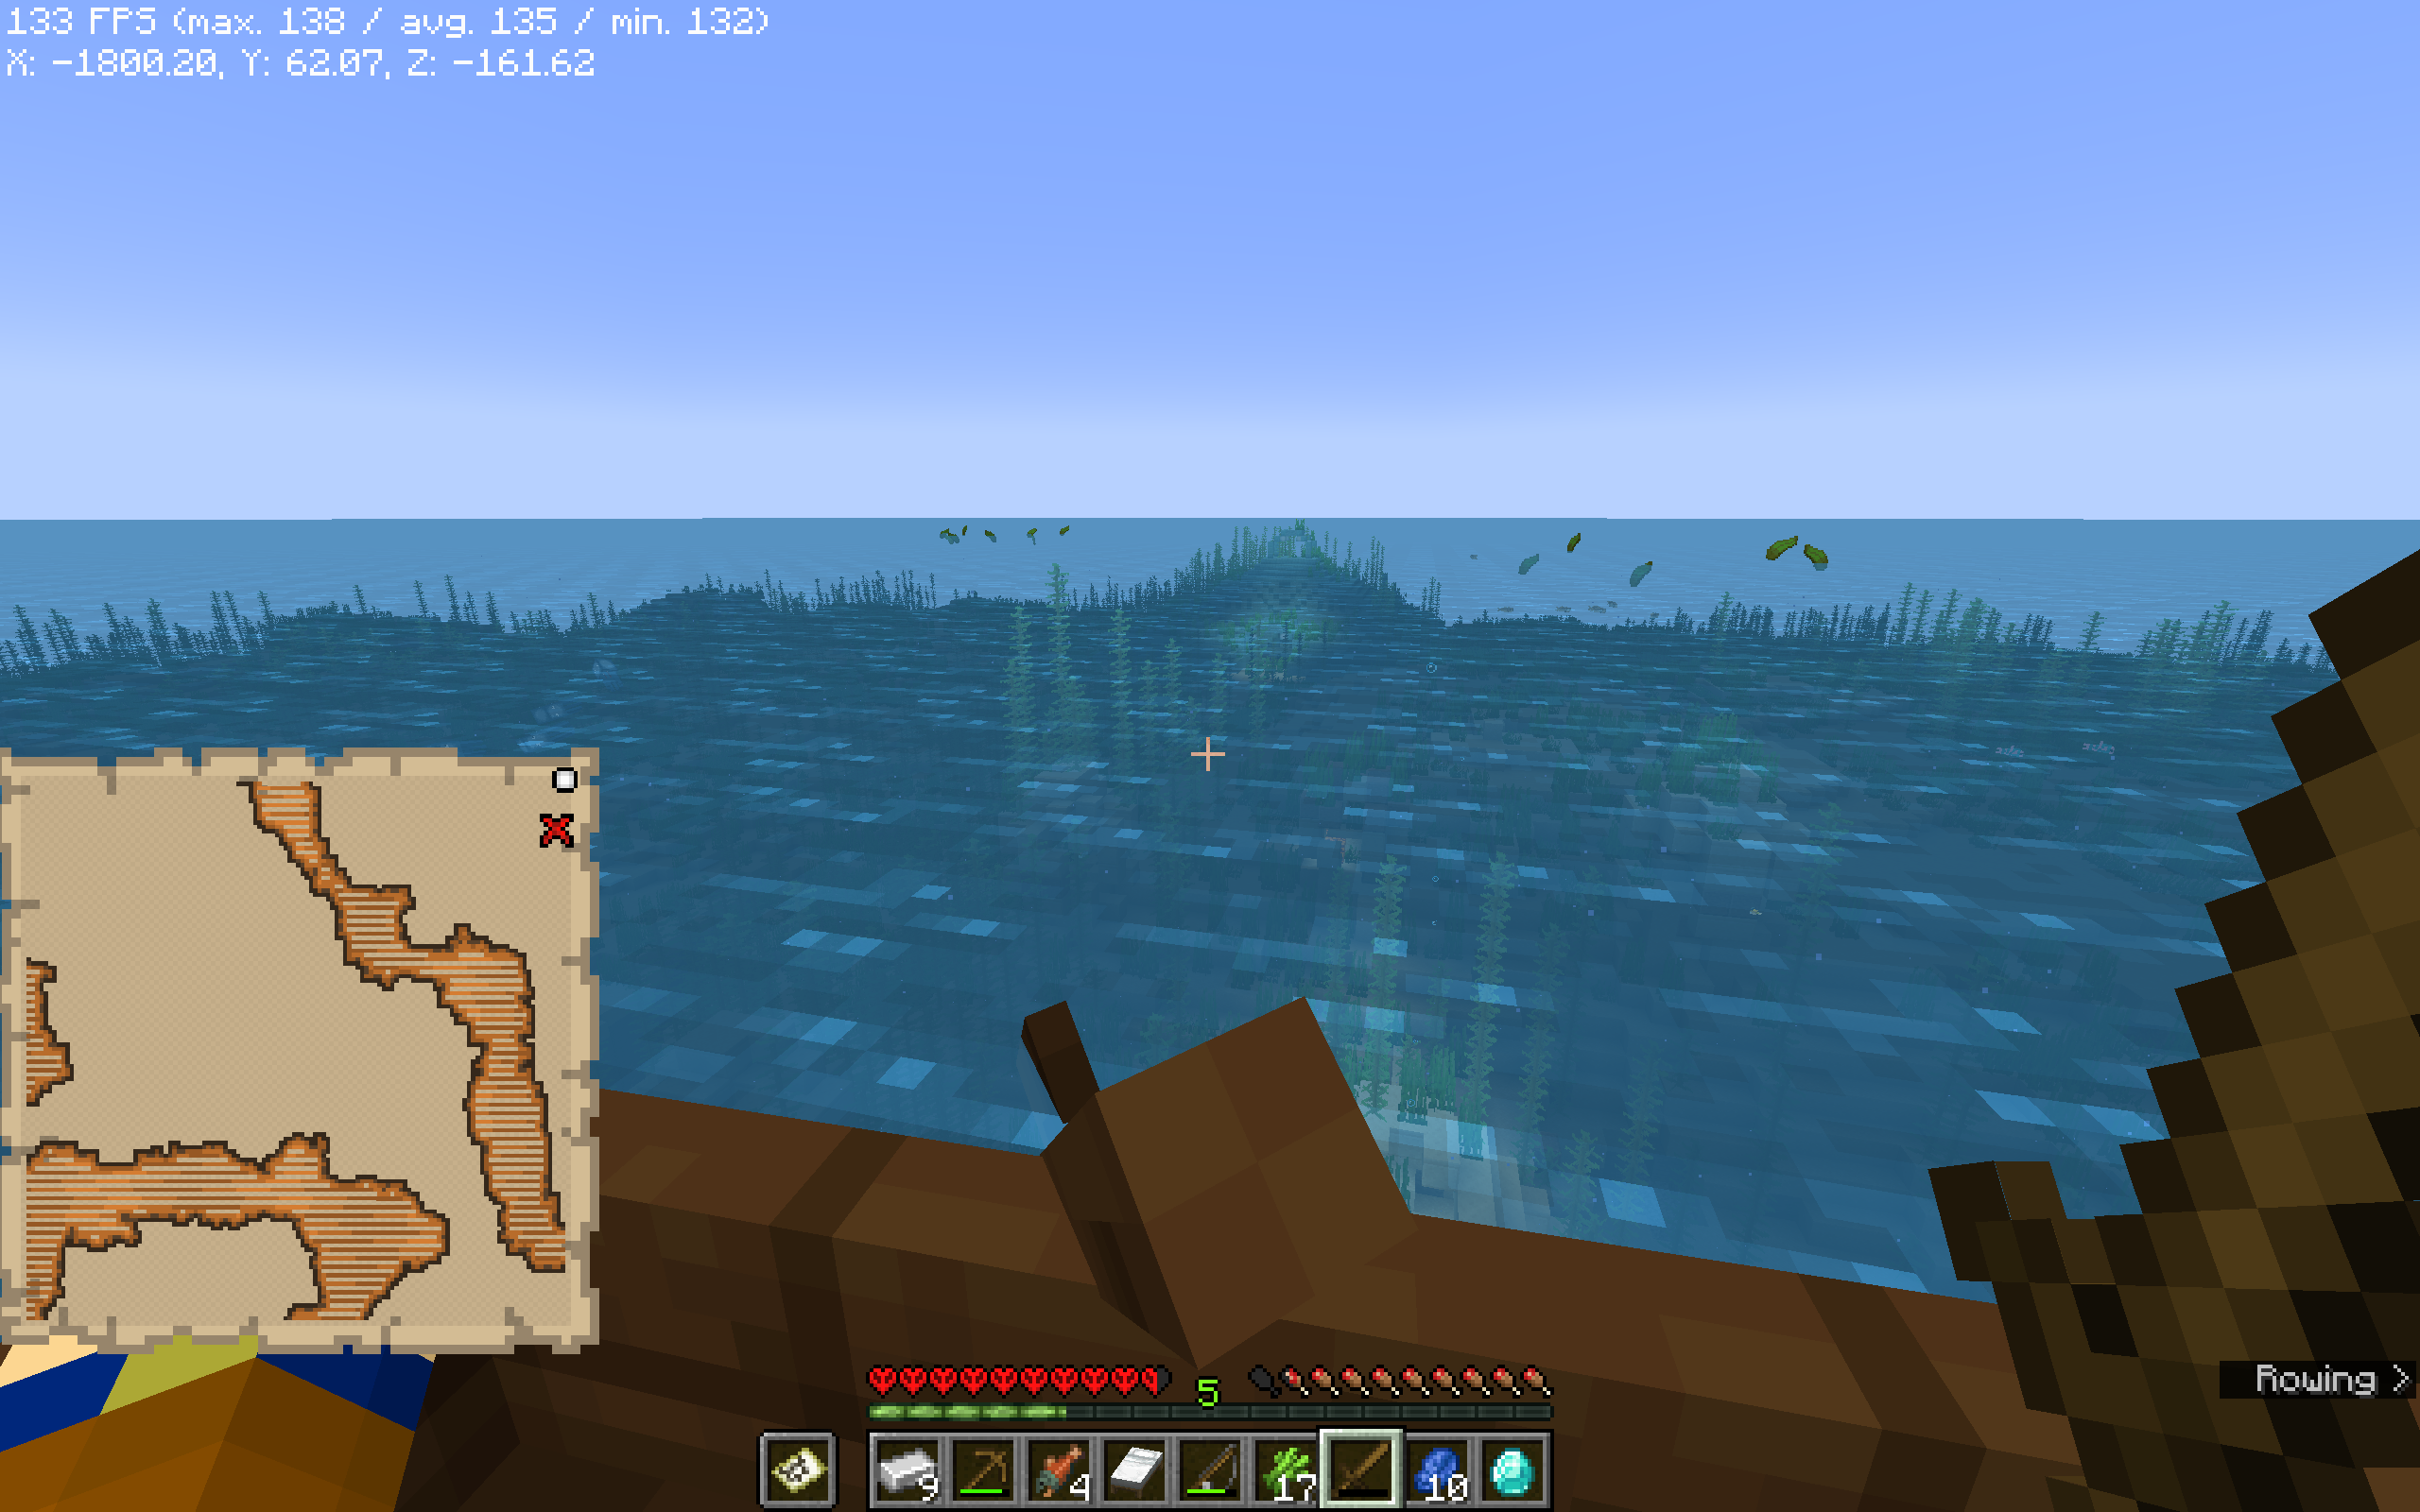 133 FPS (max. 138 / avg. 135 / min. 132)
X: -1800.20, Y: 62.07, Z: -161.62
Rowing >
5
9
4
17
10